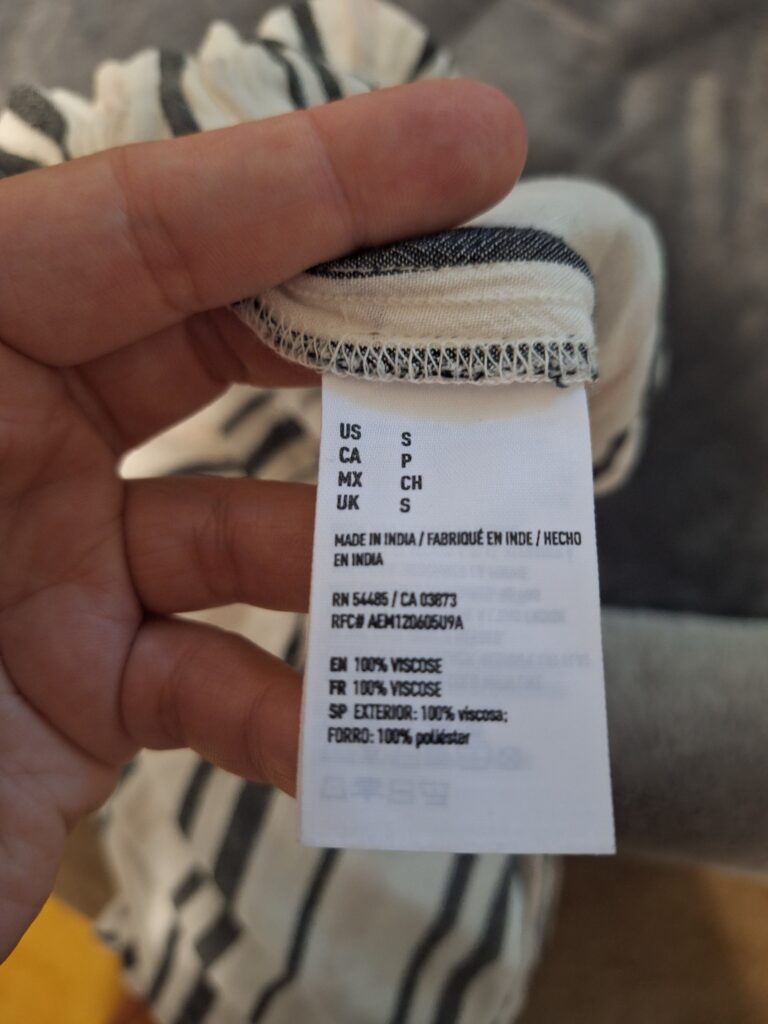 US S
CA P
MX CH
UK S
MADE IN INDIA / FABRIQUÉ EN INDE / HECHO
EN INDIA
RN 54485 / CA 03873
RFC# AEM120605U9A
EN 100% VISCOSE
FR 100% VISCOSE
SP EXTERIOR: 100% viscosa;
FORRO: 100% poliéster